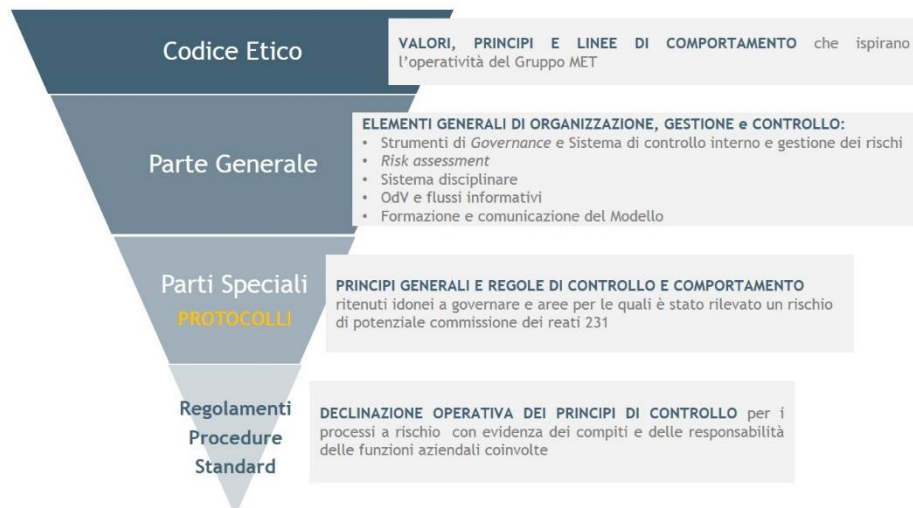 Codice Etico
VALORI, PRINCIPI E LINEE DI COMPORTAMENTO che ispirano
l'operatività del Gruppo MET
Parte Generale
ELEMENTI GENERALI DI ORGANIZZAZIONE, GESTIONE e CONTROLLO:
• Strumenti di Governance e Sistema di controllo interno e gestione dei rischi
• Risk assessment
• Sistema disciplinare
• OdV e flussi informativi
• Formazione e comunicazione del Modello
Parti Speciali
PROTOCOLLI
PRINCIPI GENERALI E REGOLE DI CONTROLLO E COMPORTAMENTO
ritenuti idonei a governare e aree per le quali è stato rilevato un rischio
di potenziale commissione dei reati 231
Regolamenti
Procedure
Standard
DECLINAZIONE OPERATIVA DEI PRINCIPI DI CONTROLLO per i
processi a rischio con evidenza dei compiti e delle responsabilità
delle funzioni aziendali coinvolte